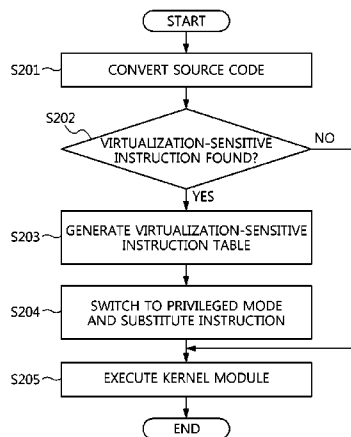 START
S201
CONVERT SOURCE CODE
S202
VIRTUALIZATION-SENSITIVE
INSTRUCTION FOUND?
NO
YES
S203
GENERATE VIRTUALIZATION-SENSITIVE
INSTRUCTION TABLE
S204
SWITCH TO PRIVILEGED MODE
AND SUBSTITUTE INSTRUCTION
S205
EXECUTE KERNEL MODULE
END